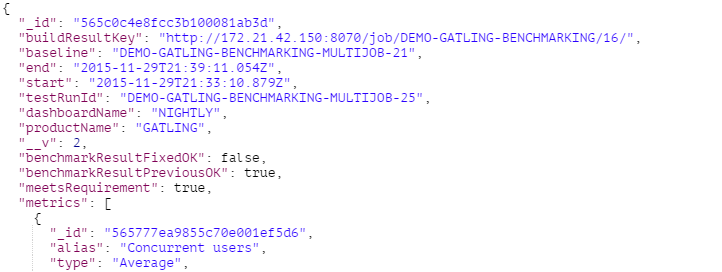 {
"_id": "565c0c4e8fcc3b100081ab3d",
"buildResultKey": "http://172.21.42.150:8070/job/DEMO-GATLING-BENCHMARKING/16/",
"baseline": "DEMO-GATLING-BENCHMARKING-MULTIJOB-21",
"end": "2015-11-29T21:39:11.054Z",
"start": "2015-11-29T21:33:10.879Z",
"testRunId": "DEMO-GATLING-BENCHMARKING-MULTIJOB-25",
"dashboardName": "NIGHTLY",
"productName": "GATLING",
"__v": 2,
"benchmarkResultFixedOK": false,
"benchmarkResultPreviousOK": true,
"meetsRequirement": true,
"metrics": [
{
"_id": "565777ea9855c70e001ef5d6",
"alias": "Concurrent users",
"type": "Average",